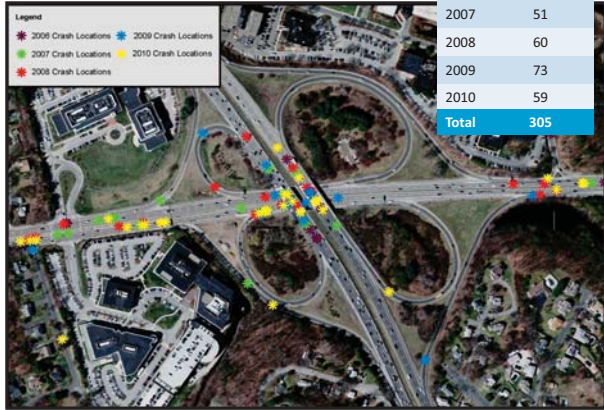 Legend
2006 Crash Locations
2009 Crash Locations
2007 Crash Locations
2010 Crash Locations
2008 Crash Locations
2007 51
2008 60
2009 73
2010 59
Total 305